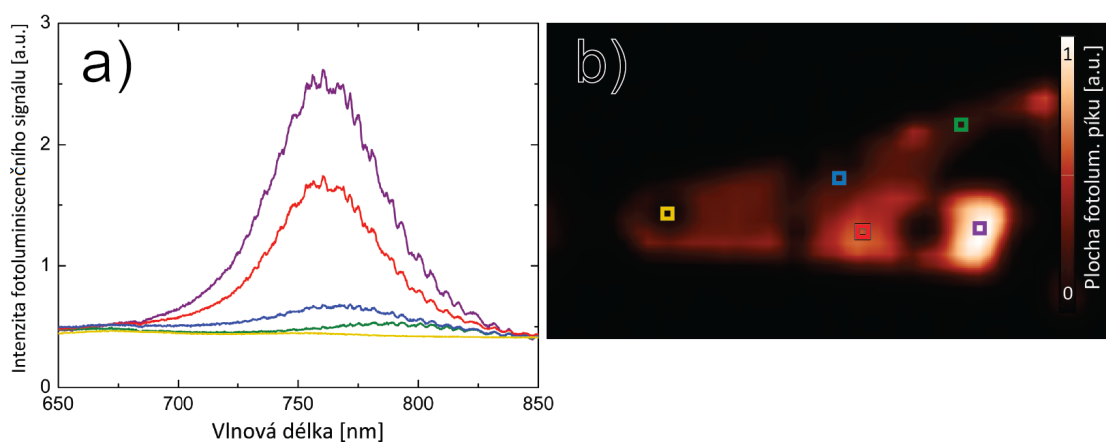 a)
Intenzita fotoluminiscenčního signálu [a.u.]
3
2
1
0
650
700
750
800
850
Vlnová délka [nm]
b)
1
0
Plocha fotolum. píku [a.u.]